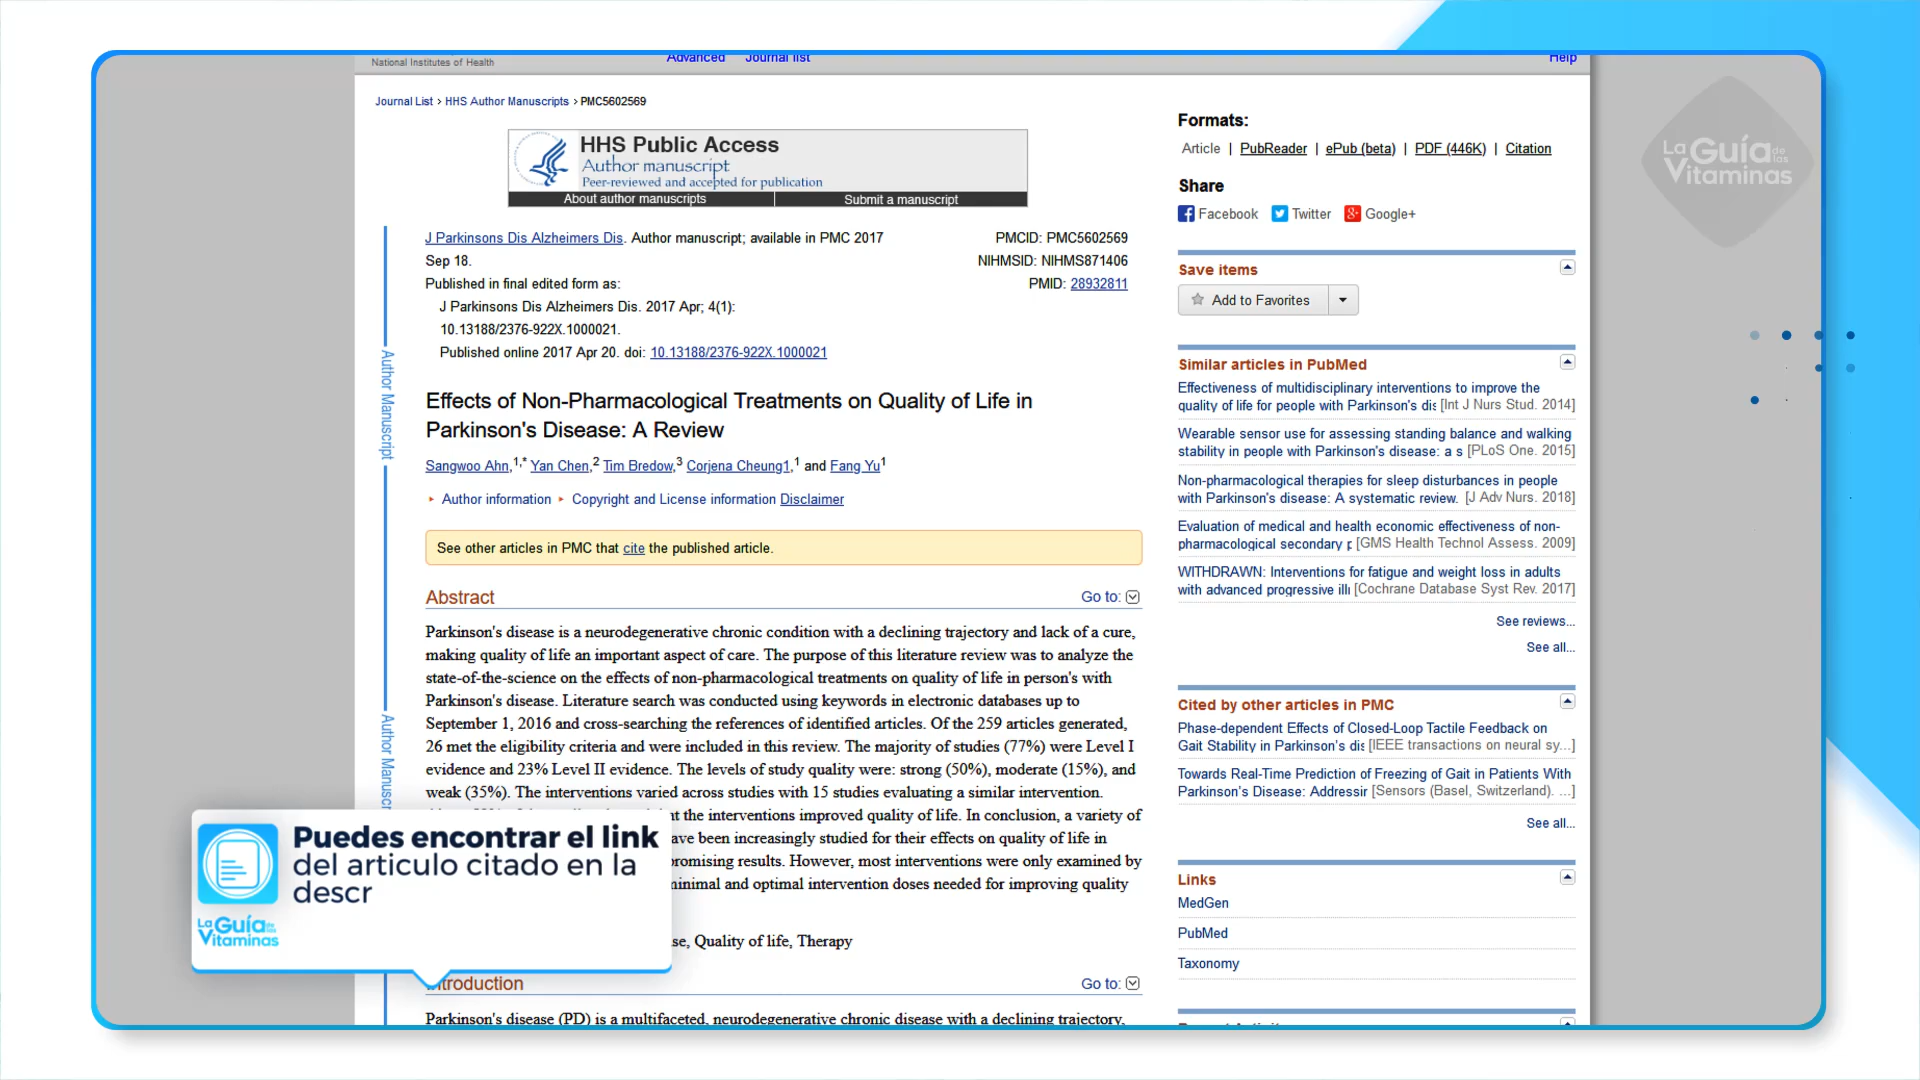 National Institutes of Health
Advanced Journal list
Help
Journal List > HHS Author Manuscripts > PMC5602569
HHS Public Access
Author manuscript
Peer-reviewed and accepted for publication
About author manuscripts
Submit a manuscript
J Parkinsons Dis Alzheimers Dis. Author manuscript; available in PMC 2017
Sep 18.
Published in final edited form as:
J Parkinsons Dis Alzheimers Dis. 2017 Apr; 4(1):
10.13188/2376-922X.1000021.
Published online 2017 Apr 20. doi: 10.13188/2376-922X.1000021
PMCID: PMC5602569
NIHMSID: NIHMS871406
PMID: 28932811
Author Manuscript
Effects of Non-Pharmacological Treatments on Quality of Life in
Parkinson's Disease: A Review
Sangwoo Ahn,1,* Yan Chen,2 Tim Bredow,3 Corjena Cheung1,1 and Fang Yu1
Author information Copyright and License information Disclaimer
See other articles in PMC that cite the published article.
Abstract
Go to:
Parkinson's disease is a neurodegenerative chronic condition with a declining trajectory and lack of a cure,
making quality of life an important aspect of care. The purpose of this literature review was to analyze the
state-of-the-science on the effects of non-pharmacological treatments on quality of life in person's with
Parkinson's disease. Literature search was conducted using keywords in electronic databases up to
September 1, 2016 and cross-searching the references of identified articles. Of the 259 articles generated,
26 met the eligibility criteria and were included in this review. The majority of studies (77%) were Level I
evidence and 23% Level II evidence. The levels of study quality were: strong (50%), moderate (15%), and
weak (35%). The interventions varied across studies with 15 studies evaluating a similar intervention.
the interventions improved quality of life. In conclusion, a variety of
ave been increasingly studied for their effects on quality of life in
promising results. However, most interventions were only examined by
minimal and optimal intervention doses needed for improving quality
se, Quality of life, Therapy
Author Manuscr
Introduction
Go to:
Parkinson's disease (PD) is a multifaceted, neurodegenerative chronic disease with a declining trajectory,
Puedes encontrar el link
del articulo citado en la
descr
La Guía de las
Vitaminas
Formats:
Article | PubReader | ePub (beta) | PDF (446K) | Citation
Share
Facebook Twitter Google+
Save items
Add to Favorites
Similar articles in PubMed
Effectiveness of multidisciplinary interventions to improve the
quality of life for people with Parkinson's dis [Int J Nurs Stud. 2014]
Wearable sensor use for assessing standing balance and walking
stability in people with Parkinson's disease: a s [PLoS One. 2015]
Non-pharmacological therapies for sleep disturbances in people
with Parkinson's disease: A systematic review. [J Adv Nurs. 2018]
Evaluation of medical and health economic effectiveness of non-
pharmacological secondary p [GMS Health Technol Assess. 2009]
WITHDRAWN: Interventions for fatigue and weight loss in adults
with advanced progressive illn [Cochrane Database Syst Rev. 2017]
See reviews...
See all...
Cited by other articles in PMC
Phase-dependent Effects of Closed-Loop Tactile Feedback on
Gait Stability in Parkinson's dis [IEEE transactions on neural sy...]
Towards Real-Time Prediction of Freezing of Gait in Patients With
Parkinson's Disease: Addressir [Sensors (Basel, Switzerland). ...]
See all...
Links
MedGen
PubMed
Taxonomy
La Guía de las
Vitaminas